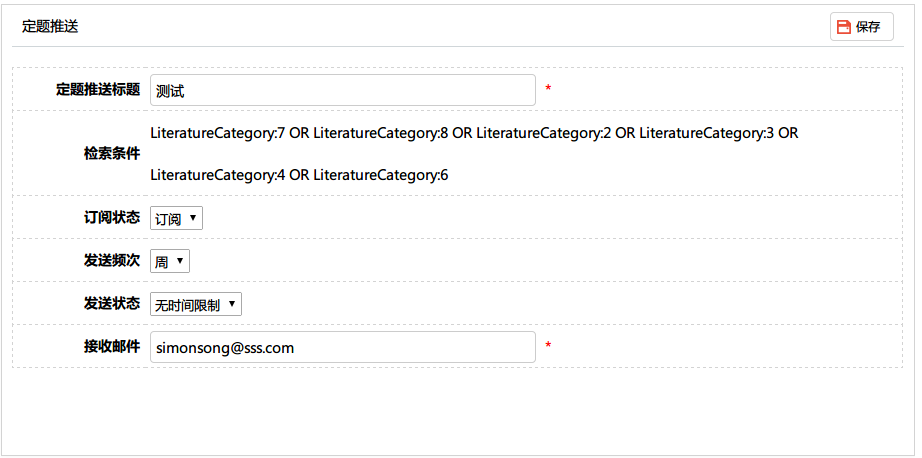 定题推送
保存
定题推送标题 测试 *
检索条件 LiteratureCategory:7 OR LiteratureCategory:8 OR LiteratureCategory:2 OR LiteratureCategory:3 OR
LiteratureCategory:4 OR LiteratureCategory:6
订阅状态 订阅
发送频次 周
发送状态 无时间限制
接收邮件 simonsong@sss.com *